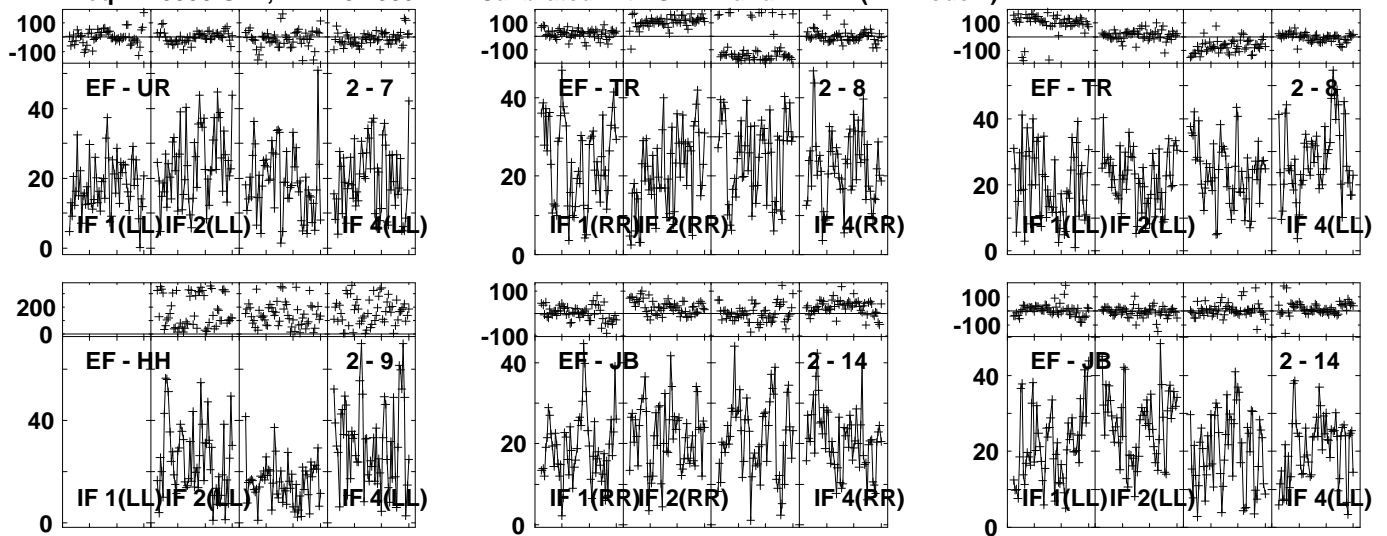 100
-100
EF - UR 2 - 7
40
20
0
IF 1(LL) IF 2(LL) IF 4(LL)
100
-100
EF - TR 2 - 8
40
20
0
IF 1(RR) IF 2(RR) IF 4(RR)
100
-100
EF - TR 2 - 8
40
20
0
IF 1(LL) IF 2(LL) IF 4(LL)
200
0
EF - HH 2 - 9
40
0
IF 1(LL) IF 2(LL) IF 4(LL)
100
-100
EF - JB 2 - 14
40
20
0
IF 1(RR) IF 2(RR) IF 4(RR)
100
-100
EF - JB 2 - 14
40
20
0
IF 1(LL) IF 2(LL) IF 4(LL)